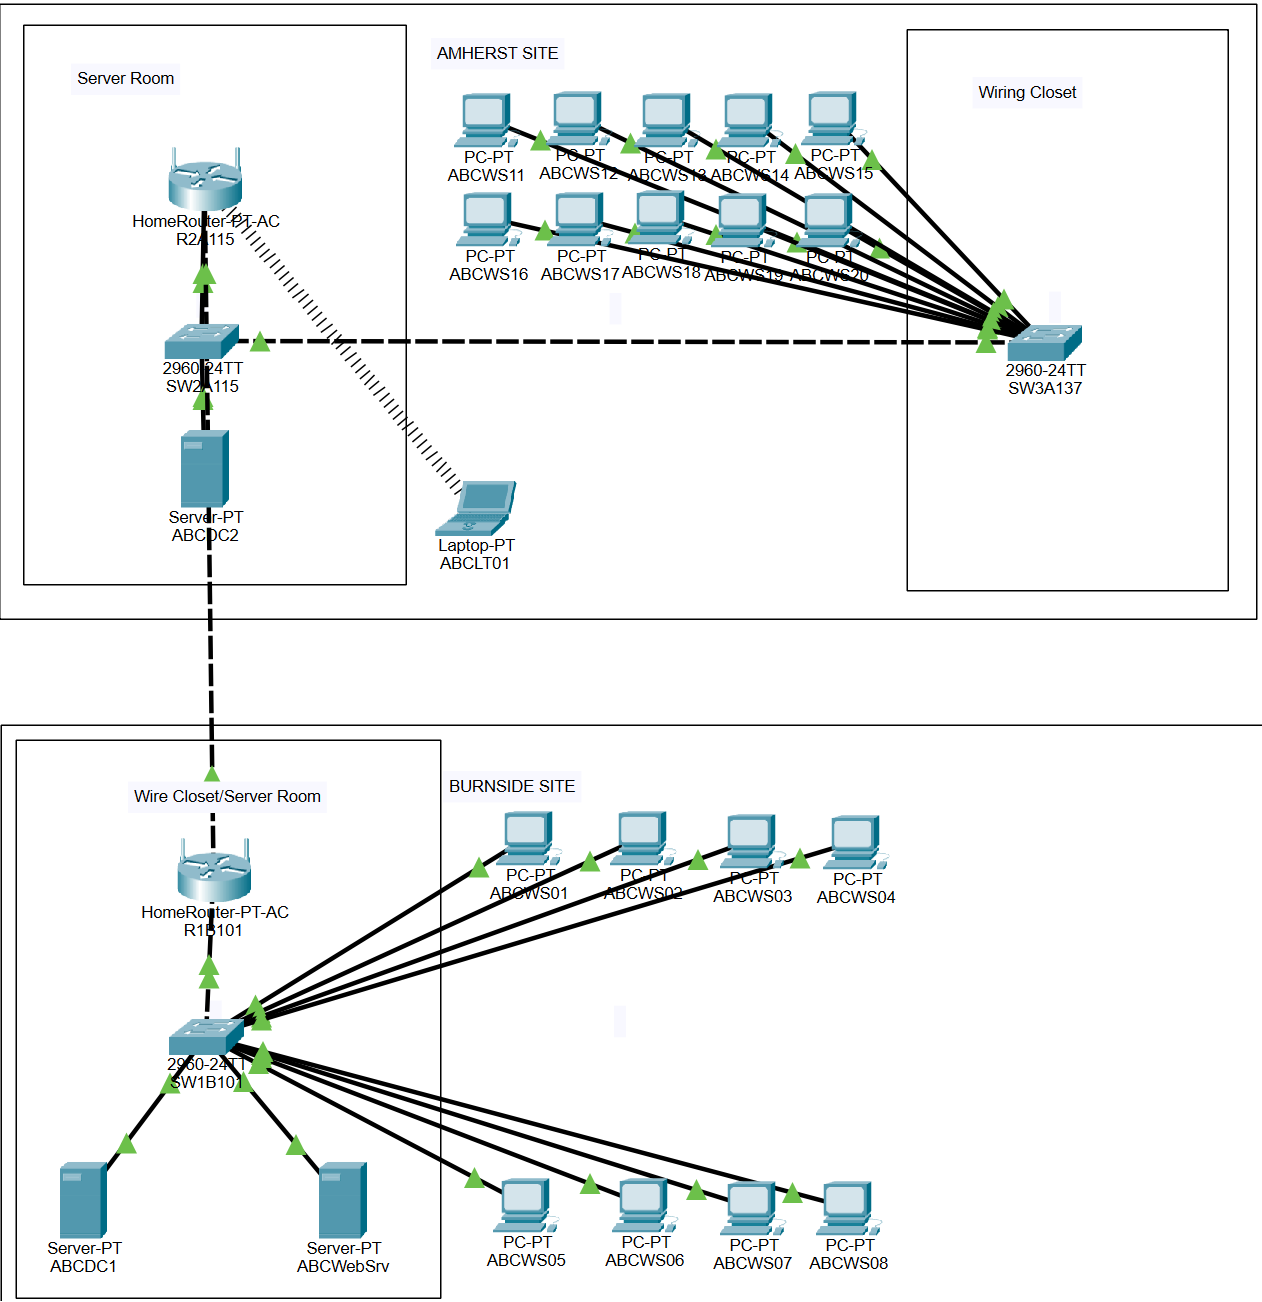 AMHERST SITE
Server Room
Wiring Closet
PC-PT
ABCWS11
PC-PT
ABCWS12
PC-PT
ABCWS13
PC-PT
ABCWS14
PC-PT
ABCWS15
HomeRouter-PT-AC
R2A115
PC-PT
ABCWS16
PC-PT
ABCWS17
PC-PT
ABCWS18
PC-PT
ABCWS19
PC-PT
ABCWS20
2960-24TT
SW2A115
2960-24TT
SW3A137
Server-PT
ABCDC2
Laptop-PT
ABCLT01
BURNSIDE SITE
Wire Closet/Server Room
PC-PT
ABCWS01
PC-PT
ABCWS02
PC-PT
ABCWS03
PC-PT
ABCWS04
HomeRouter-PT-AC
R1B101
2960-24TT
SW1B101
Server-PT
ABCDC1
Server-PT
ABCWebSrv
PC-PT
ABCWS05
PC-PT
ABCWS06
PC-PT
ABCWS07
PC-PT
ABCWS08